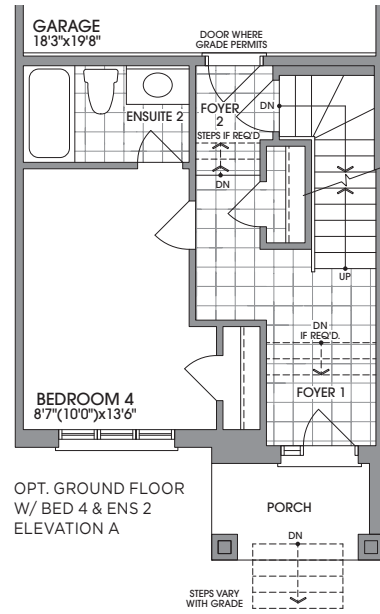 GARAGE
18'3"x19'8"
DOOR WHERE
GRADE PERMITS
ENSUITE 2
FOYER
2
STEPS IF REQ'D
DN
DN
UP
DN
IF REQ'D.
FOYER 1
BEDROOM 4
8'7"(10'0")x13'6"
OPT. GROUND FLOOR
W/ BED 4 & ENS 2
ELEVATION A
PORCH
DN
STEPS VARY
WITH GRADE